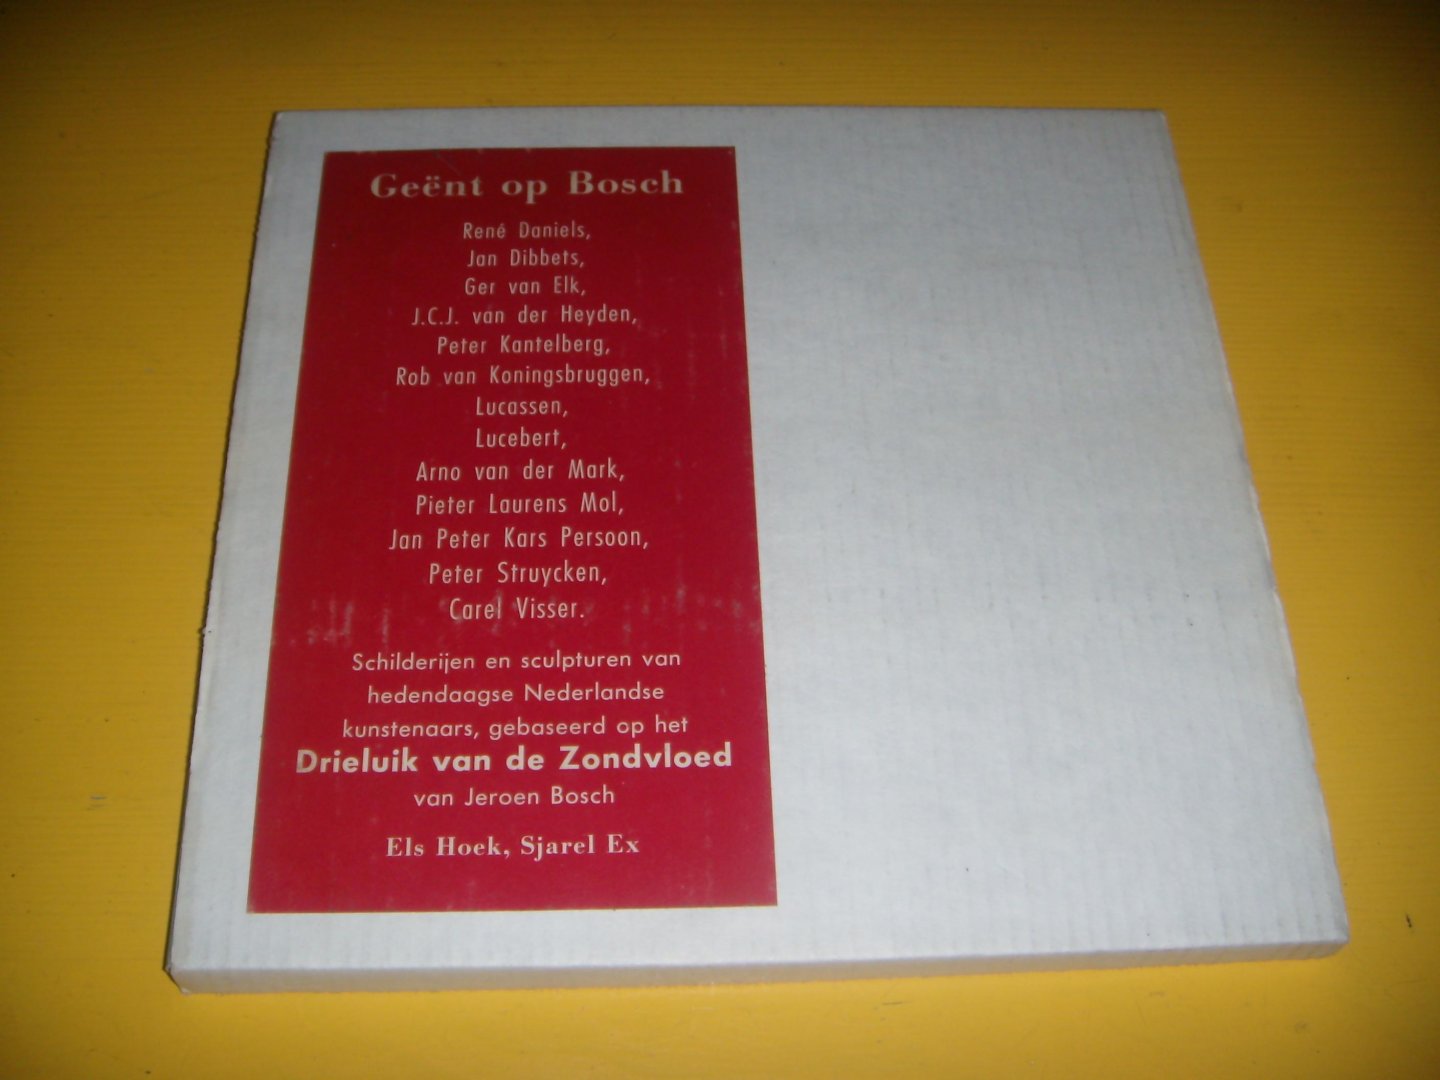 Geënt op Bosch
René Daniels,
Jan Dibbets,
Ger van Elk,
J.C.J. van der Heyden,
Peter Kantelberg,
Rob van Koningsbruggen,
Lucassen,
Lucebert,
Arno van der Mark,
Pieter Laurens Mol,
Jan Peter Kars Persoon,
Peter Struycken,
Carel Visser.
Schilderijen en sculpturen van
hedendaagse Nederlandse
kunstenaars, gebaseerd op het
Drieluik van de Zondvloed
van Jeroen Bosch
Els Hoek, Sjarel Ex